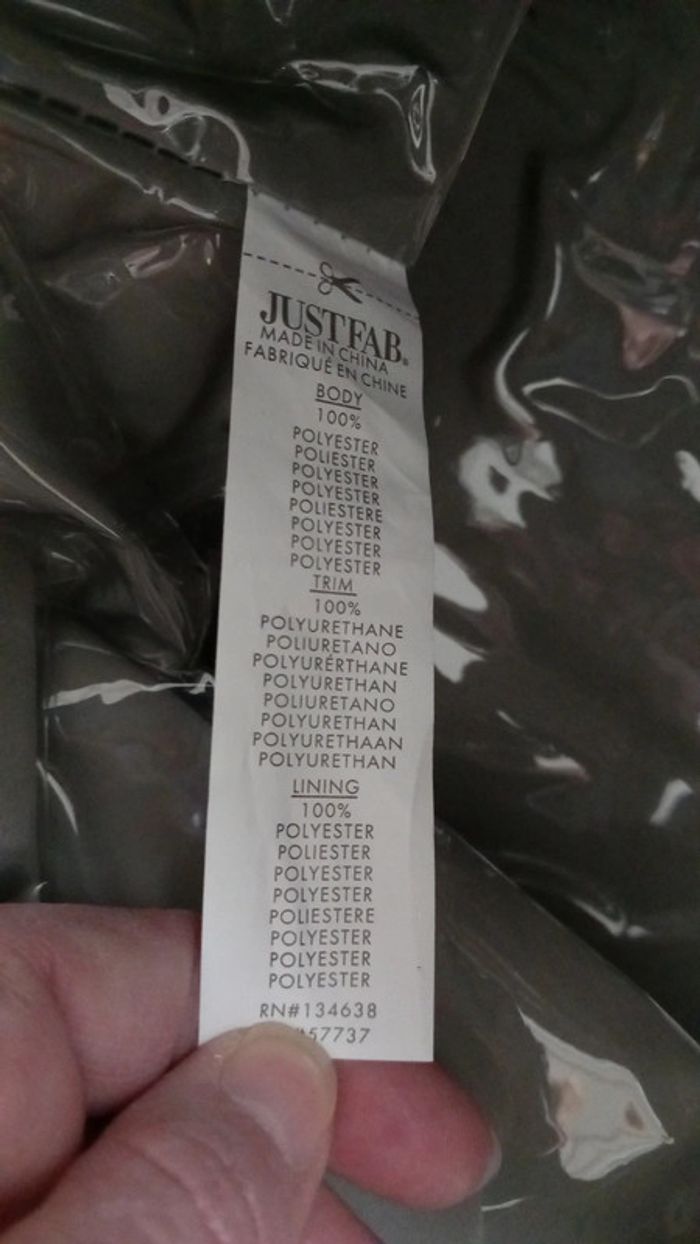 JUSTFAB®
MADE IN CHINA
FABRIQUÉ EN CHINE
BODY
100%
POLYESTER
POLIESTER
POLYESTER
POLYESTER
POLIESTERE
POLYESTER
POLYESTER
POLYESTER
TRIM
100%
POLYURETHANE
POLIURETANO
POLYURÉRTHANE
POLYURETHAN
POLIURETANO
POLYURETHAN
POLYURETHAAN
POLYURETHAN
LINING
100%
POLYESTER
POLIESTER
POLYESTER
POLYESTER
POLIESTERE
POLYESTER
POLYESTER
POLYESTER
RN#134638
#57737